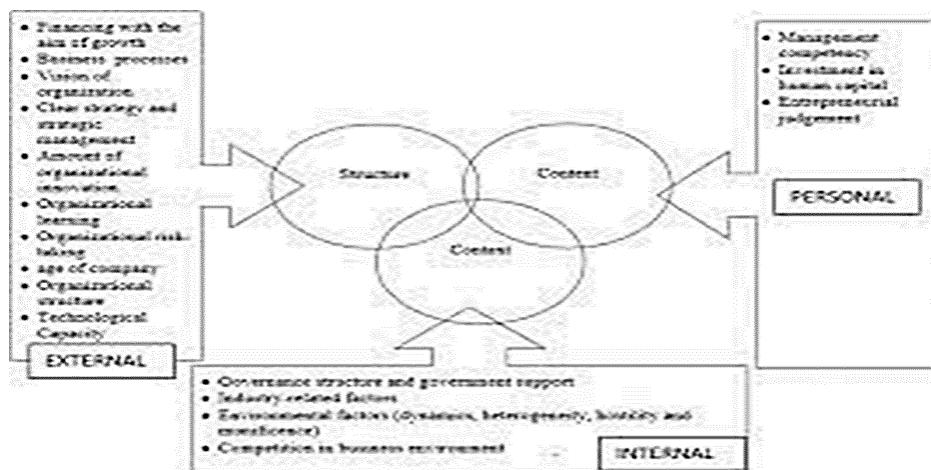 • Financing with the
aim of growth
• Business processes
• Vision of
organization
• Clear strategy and
strategic
management
• Amount of
organizational
innovation
• Organizational
learning
• Organizational risk-
taking
• age of company
• Organizational
structure
• Technological
Capacity
EXTERNAL
Structure
Content
Context
• Management
competency
• Investment in
human capital
• Entrepreneurial
judgement
PERSONAL
• Governance structure and government support
• Industry-related factors
• Environmental factors (dynamics, heterogeneity, hostility and
munificence)
• Competition in business environment
INTERNAL